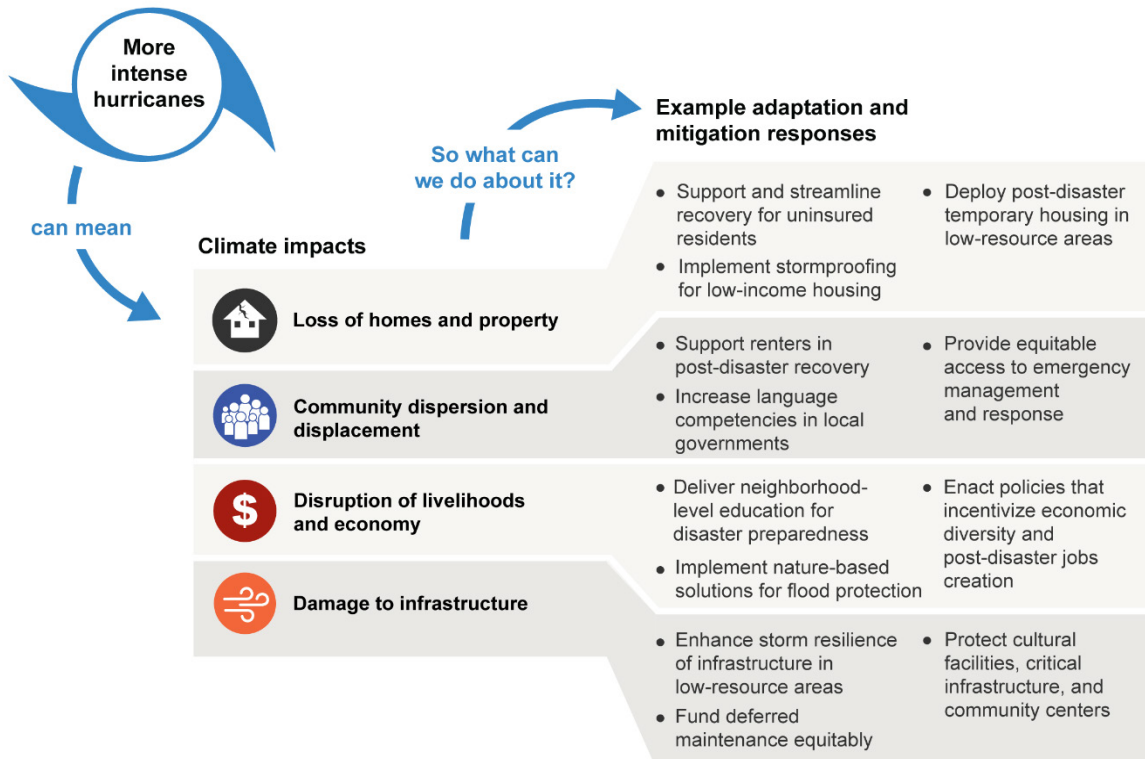 More
intense
hurricanes
can mean
So what can
we do about it?
Climate impacts
Loss of homes and property
Community dispersion and
displacement
$
Disruption of livelihoods
and economy
Damage to infrastructure
Example adaptation and
mitigation responses
• Support and streamline
recovery for uninsured
residents
• Implement stormproofing
for low-income housing
• Deploy post-disaster
temporary housing in
low-resource areas
• Support renters in
post-disaster recovery
• Increase language
competencies in local
governments
• Provide equitable
access to emergency
management
and response
• Deliver neighborhood-
level education for
disaster preparedness
• Implement nature-based
solutions for flood protection
• Enact policies that
incentivize economic
diversity and
post-disaster jobs
creation
• Enhance storm resilience
of infrastructure in
low-resource areas
• Fund deferred
maintenance equitably
• Protect cultural
facilities, critical
infrastructure, and
community centers